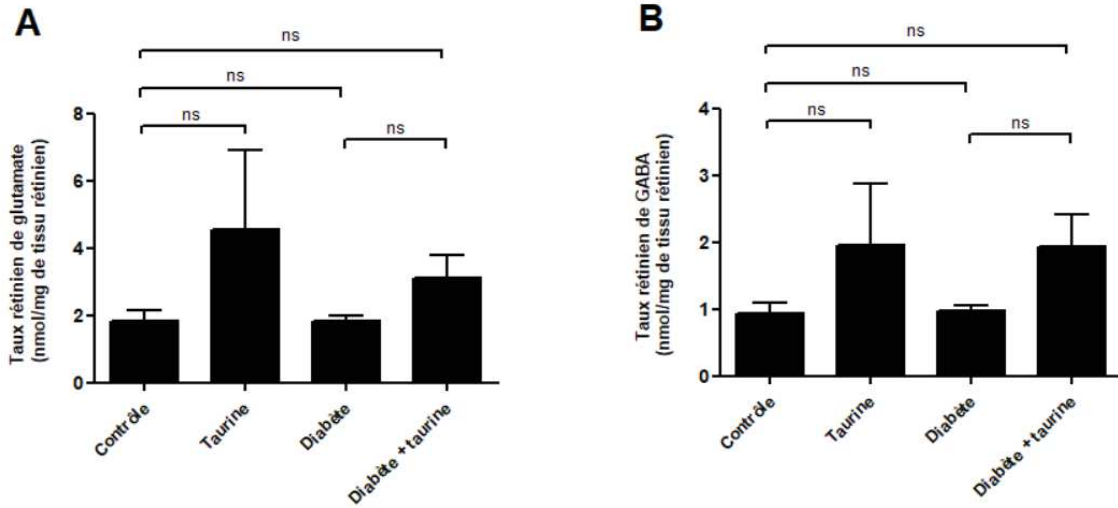 A
ns
ns
ns
ns
Taux rétinien de glutamate
(nmol/mg de tissu rétinien)
8
6
4
2
0
Contrôle
Taurine
Diabète
Diabète + taurine
B
ns
ns
ns
ns
Taux rétinien de GABA
(nmol/mg de tissu rétinien)
4
3
2
1
0
Contrôle
Taurine
Diabète
Diabète + taurine